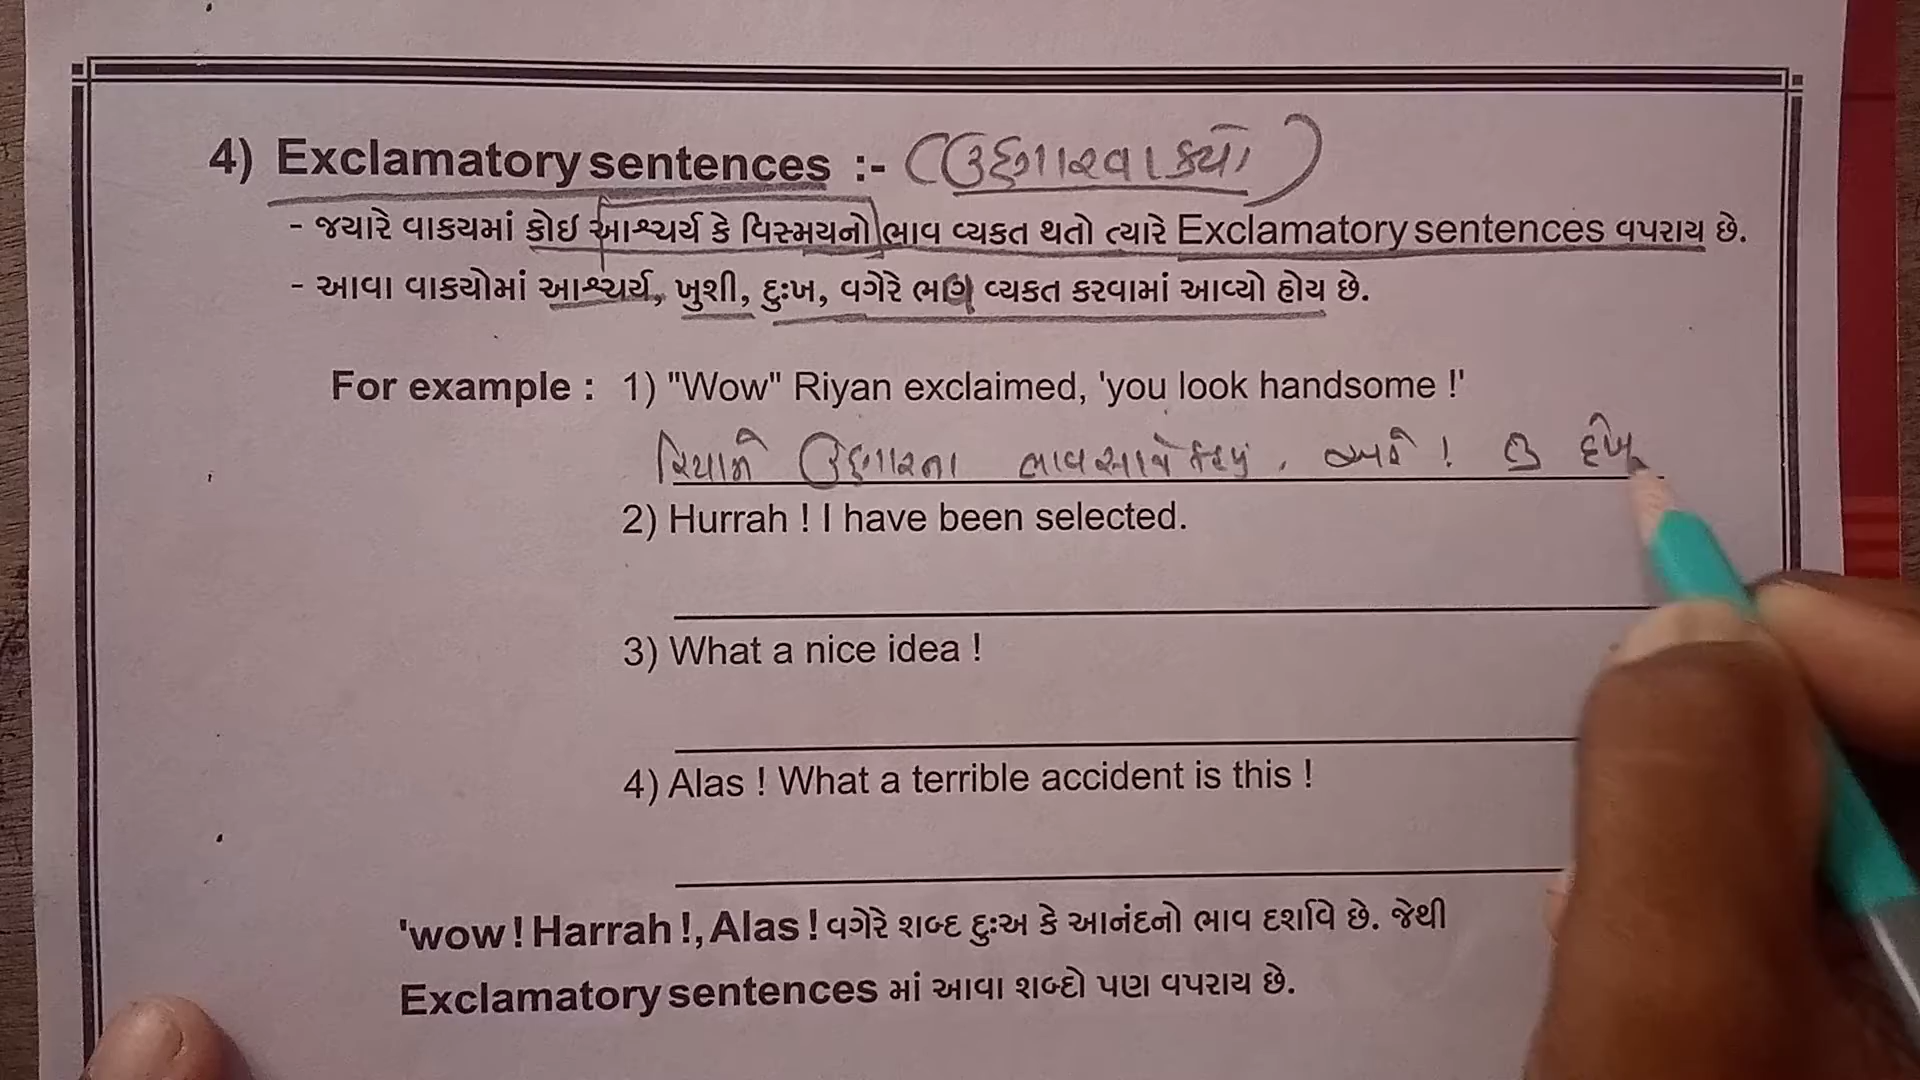 4) Exclamatory sentences :- (ઉદ્દગારવાક્યો)
- જયારે વાકયમાં કોઇ આશ્ચર્ય કે વિસ્મયનો ભાવ વ્યકત થતો ત્યારે Exclamatory sentences વપરાય છે.
- આવા વાકયોમાં આશ્ચર્ય, ખુશી, દુઃખ, વગેરે ભાવ વ્યકત કરવામાં આવ્યો હોય છે.
For example : 1) "Wow" Riyan exclaimed, 'you look handsome !'
રિયાને ઉદ્દગારના ભાવ સાથે કહ્યું, અરે ! તુ
2) Hurrah ! I have been selected.
3) What a nice idea !
4) Alas ! What a terrible accident is this !
'wow ! Harrah !, Alas ! વગેરે શબ્દ દુઃઅ કે આનંદનો ભાવ દર્શાવે છે. જેથી
Exclamatory sentences માં આવા શબ્દો પણ વપરાય છે.